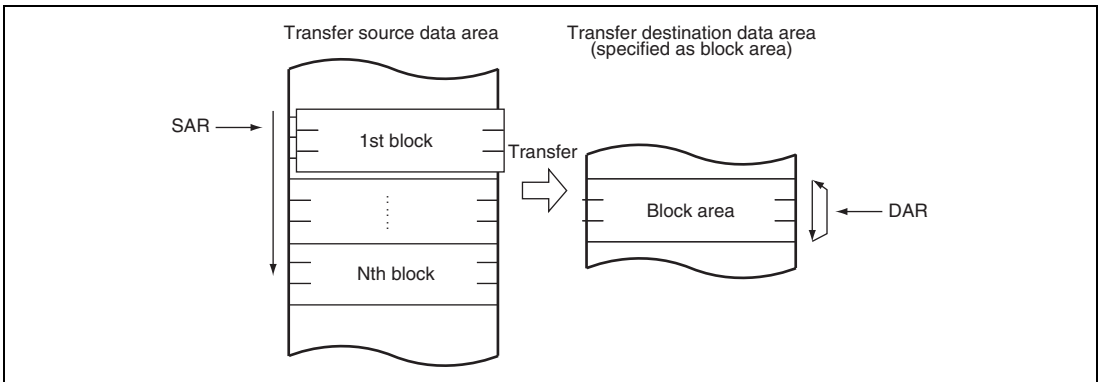 Transfer source data area
Transfer destination data area
(specified as block area)
SAR
1st block
Transfer
Block area
DAR
Nth block